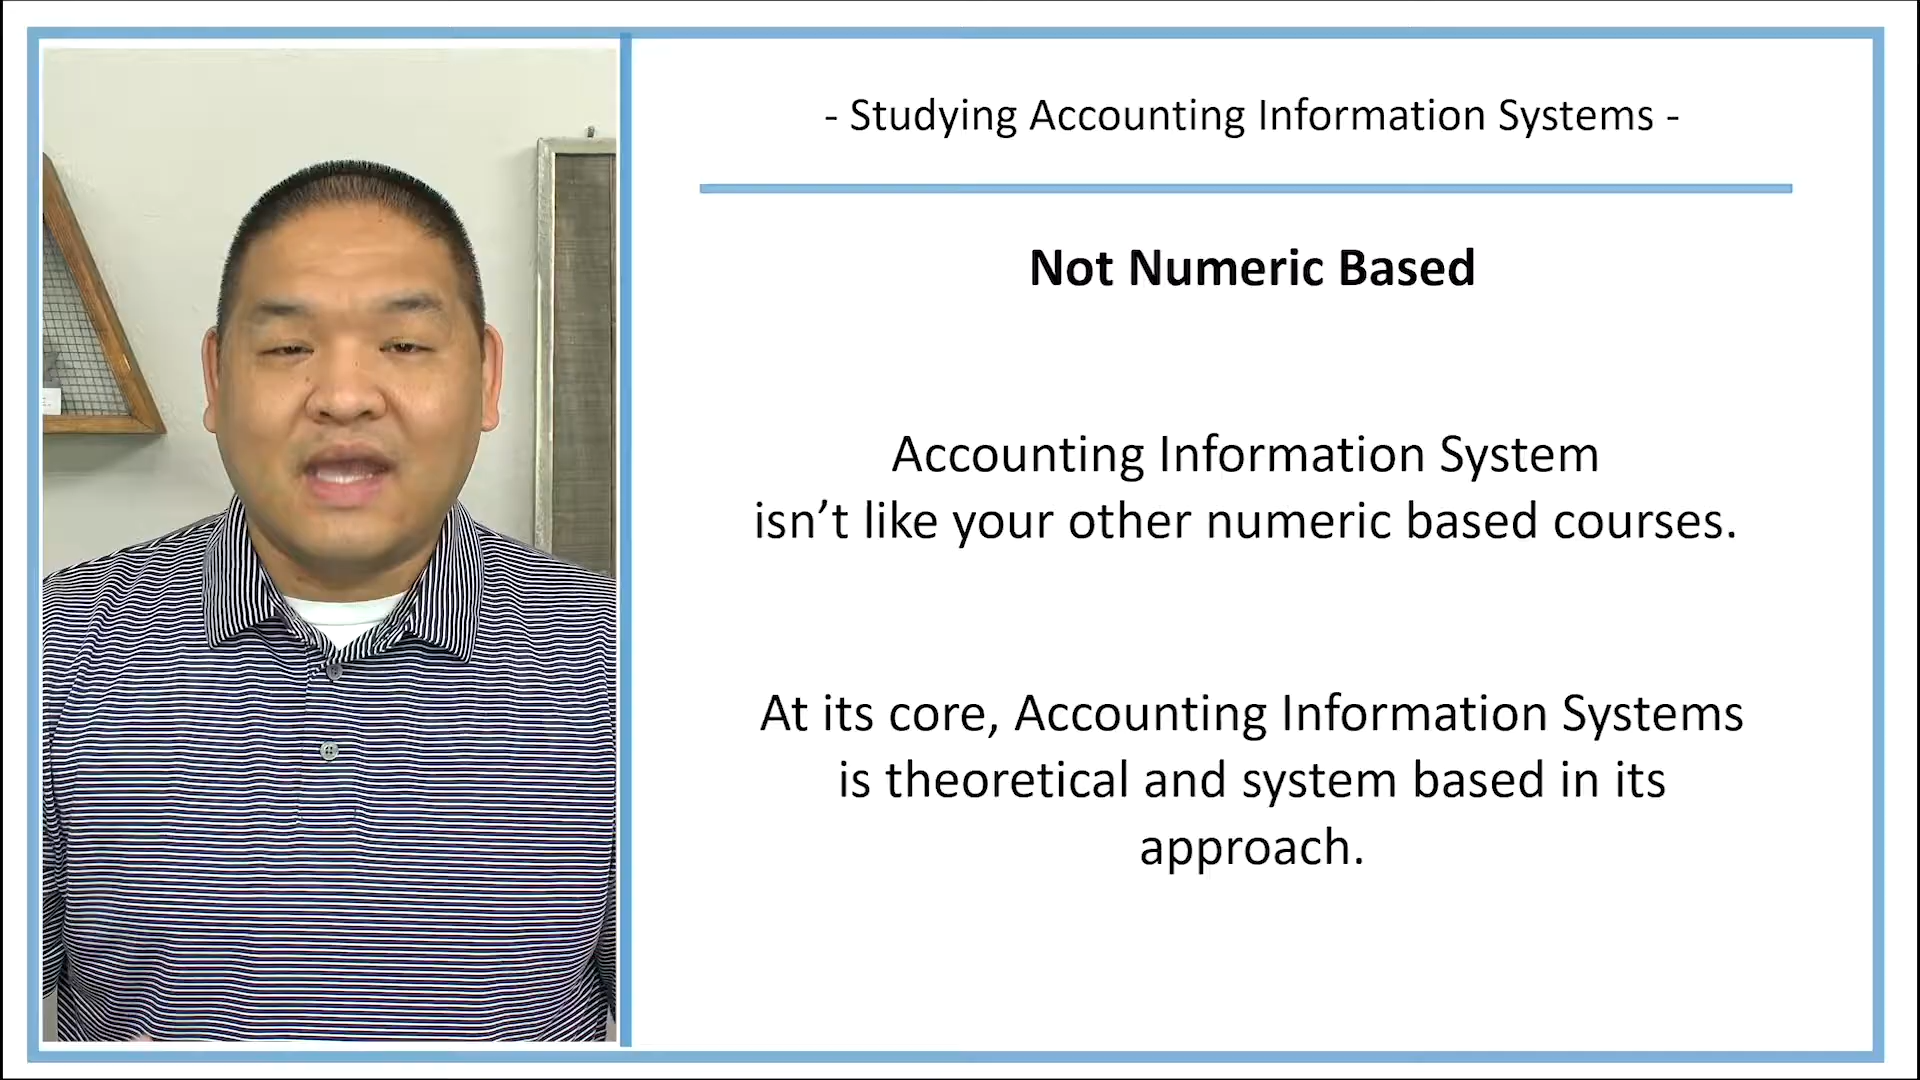 - Studying Accounting Information Systems -
Not Numeric Based
Accounting Information System
isn’t like your other numeric based courses.
At its core, Accounting Information Systems
is theoretical and system based in its
approach.